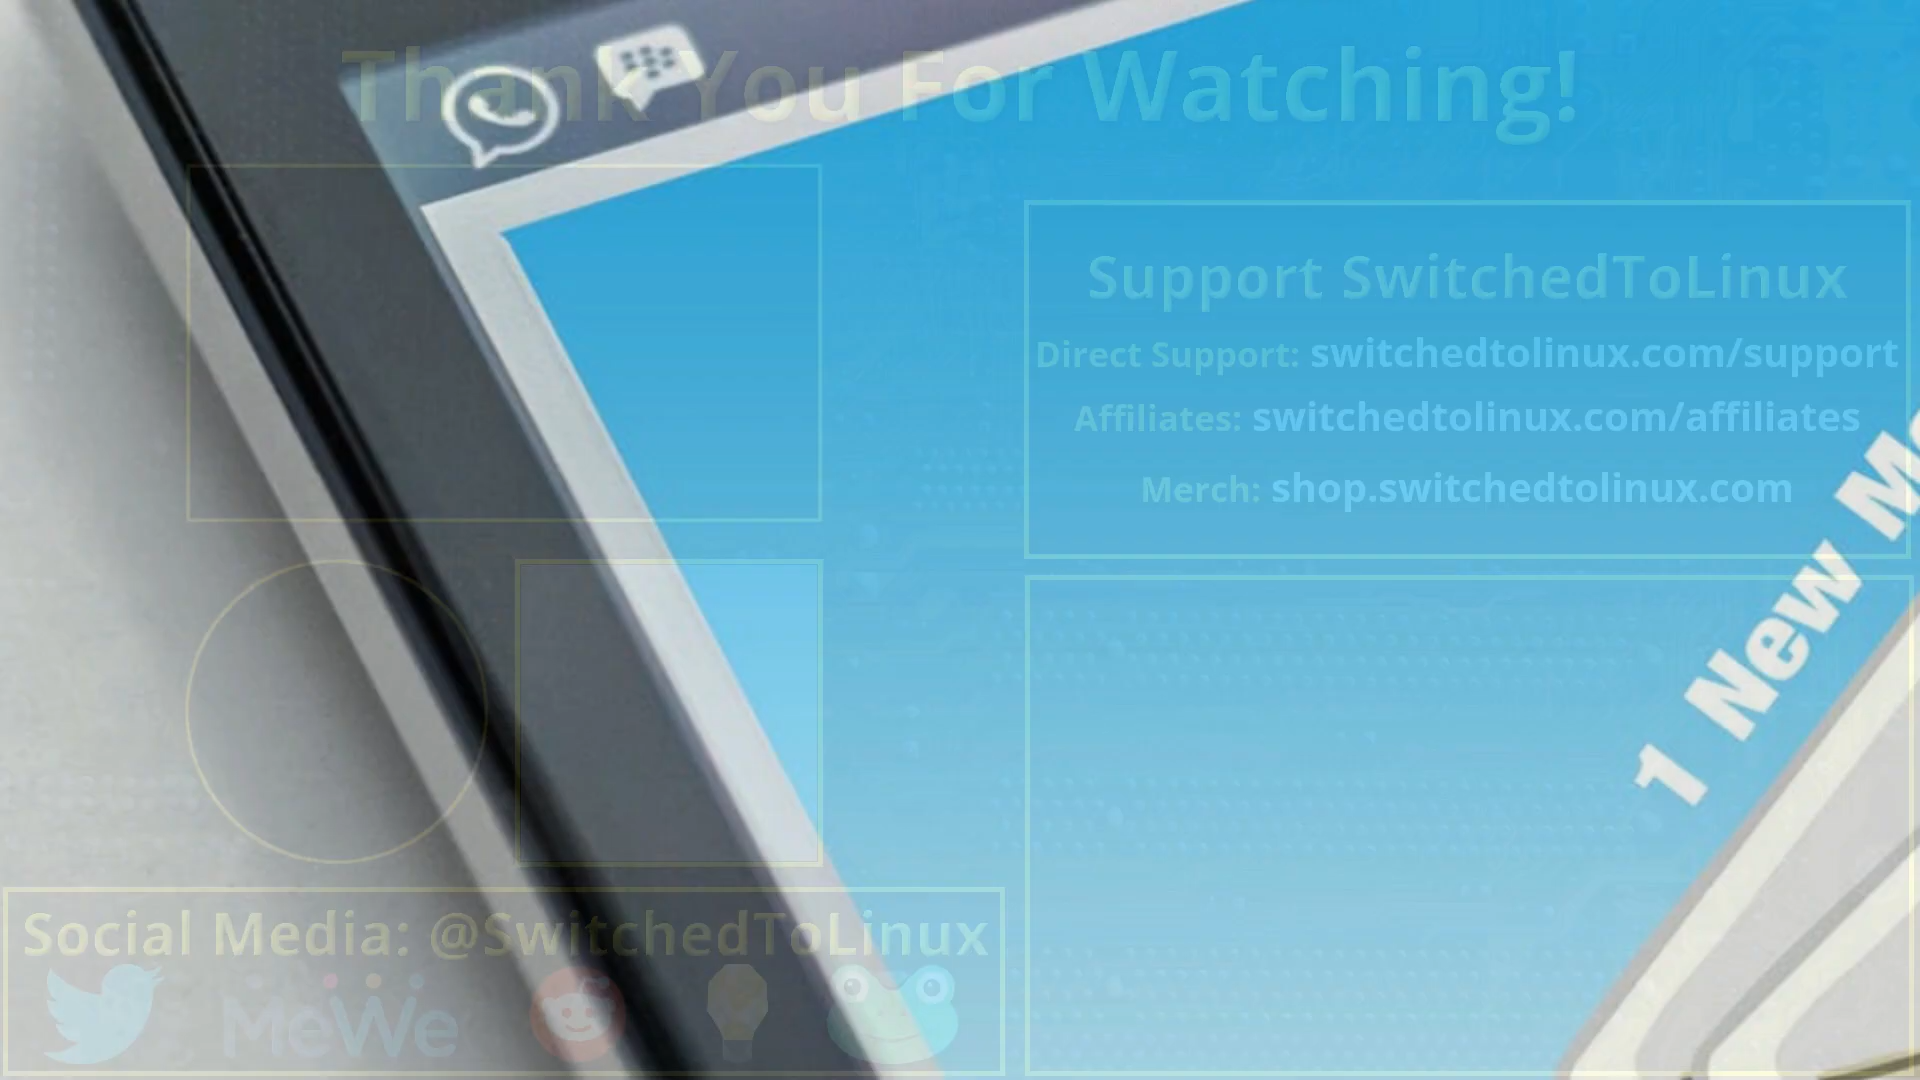 Thank You For Watching!
Support SwitchedToLinux
Direct Support: switchedtolinux.com/support
Affiliates: switchedtolinux.com/affiliates
Merch: shop.switchedtolinux.com
1 New
Social Media: @SwitchedToLinux
MeWe